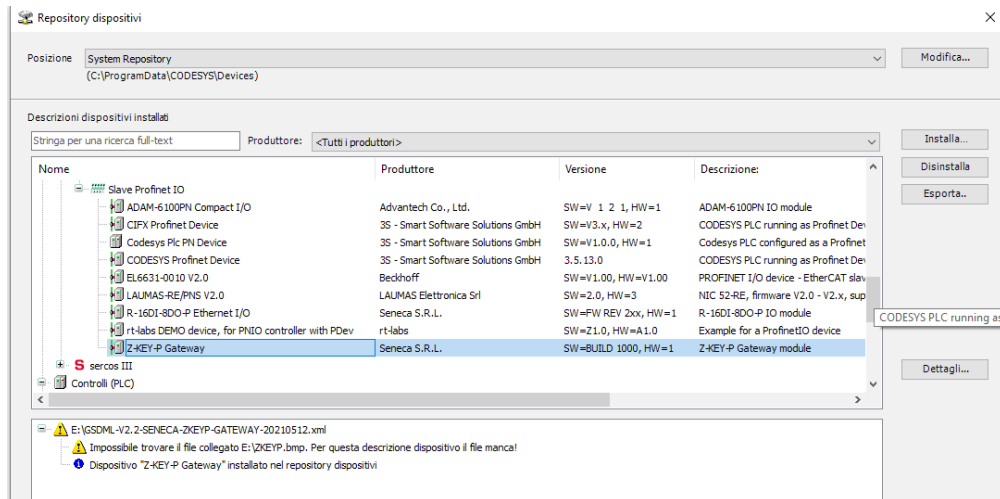 Repository dispositivi
Posizione System Repository Modifica...
(C:\ProgramData\CODESYS\Devices)
Descrizioni dispositivi installati
Stringa per una ricerca full-text Produttore: <Tutti i produttori> Installa...
Nome Produttore Versione Descrizione: Disinstalla
Slave Profinet IO Esporta..
ADAM-6100PN Compact I/O Advantech Co., Ltd. SW=V 1 2 1, HW=1 ADAM-6100PN IO module
CIFX Profinet Device 3S - Smart Software Solutions GmbH SW=V3.x, HW=2 CODESYS PLC running as Profinet Dev
Codesys Plc PN Device 3S - Smart Software Solutions GmbH SW=V1.0.0, HW=1 Codesys PLC configured as a Profinet
CODESYS Profinet Device 3S - Smart Software Solutions GmbH 3.5.13.0 CODESYS PLC running as Profinet Dev
EL6631-0010 V2.0 Beckhoff SW=V1.00, HW=V1.00 PROFINET I/O device - EtherCAT slav
LAUMAS-RE/PNS V2.0 LAUMAS Elettronica Srl SW=2.0, HW=3 NIC 52-RE, firmware V2.0 - V2.x, sup
R-16DI-8DO-P Ethernet I/O Seneca S.R.L. SW=FW REV 2xx, HW=1 R-16DI-8DO-P IO module CODESYS PLC running as
rt-labs DEMO device, for PNIO controller with PDev rt-labs SW=Z1.0, HW=A1.0 Example for a ProfinetIO device
Z-KEY-P Gateway Seneca S.R.L. SW=BUILD 1000, HW=1 Z-KEY-P Gateway module
sercos III Dettagli...
Controlli (PLC)
E:\GSDML-V2.2-SENECA-ZKEYP-GATEWAY-20210512.xml
Impossibile trovare il file collegato E:\ZKEYP.bmp. Per questa descrizione dispositivo il file manca!
Dispositivo "Z-KEY-P Gateway" installato nel repository dispositivi